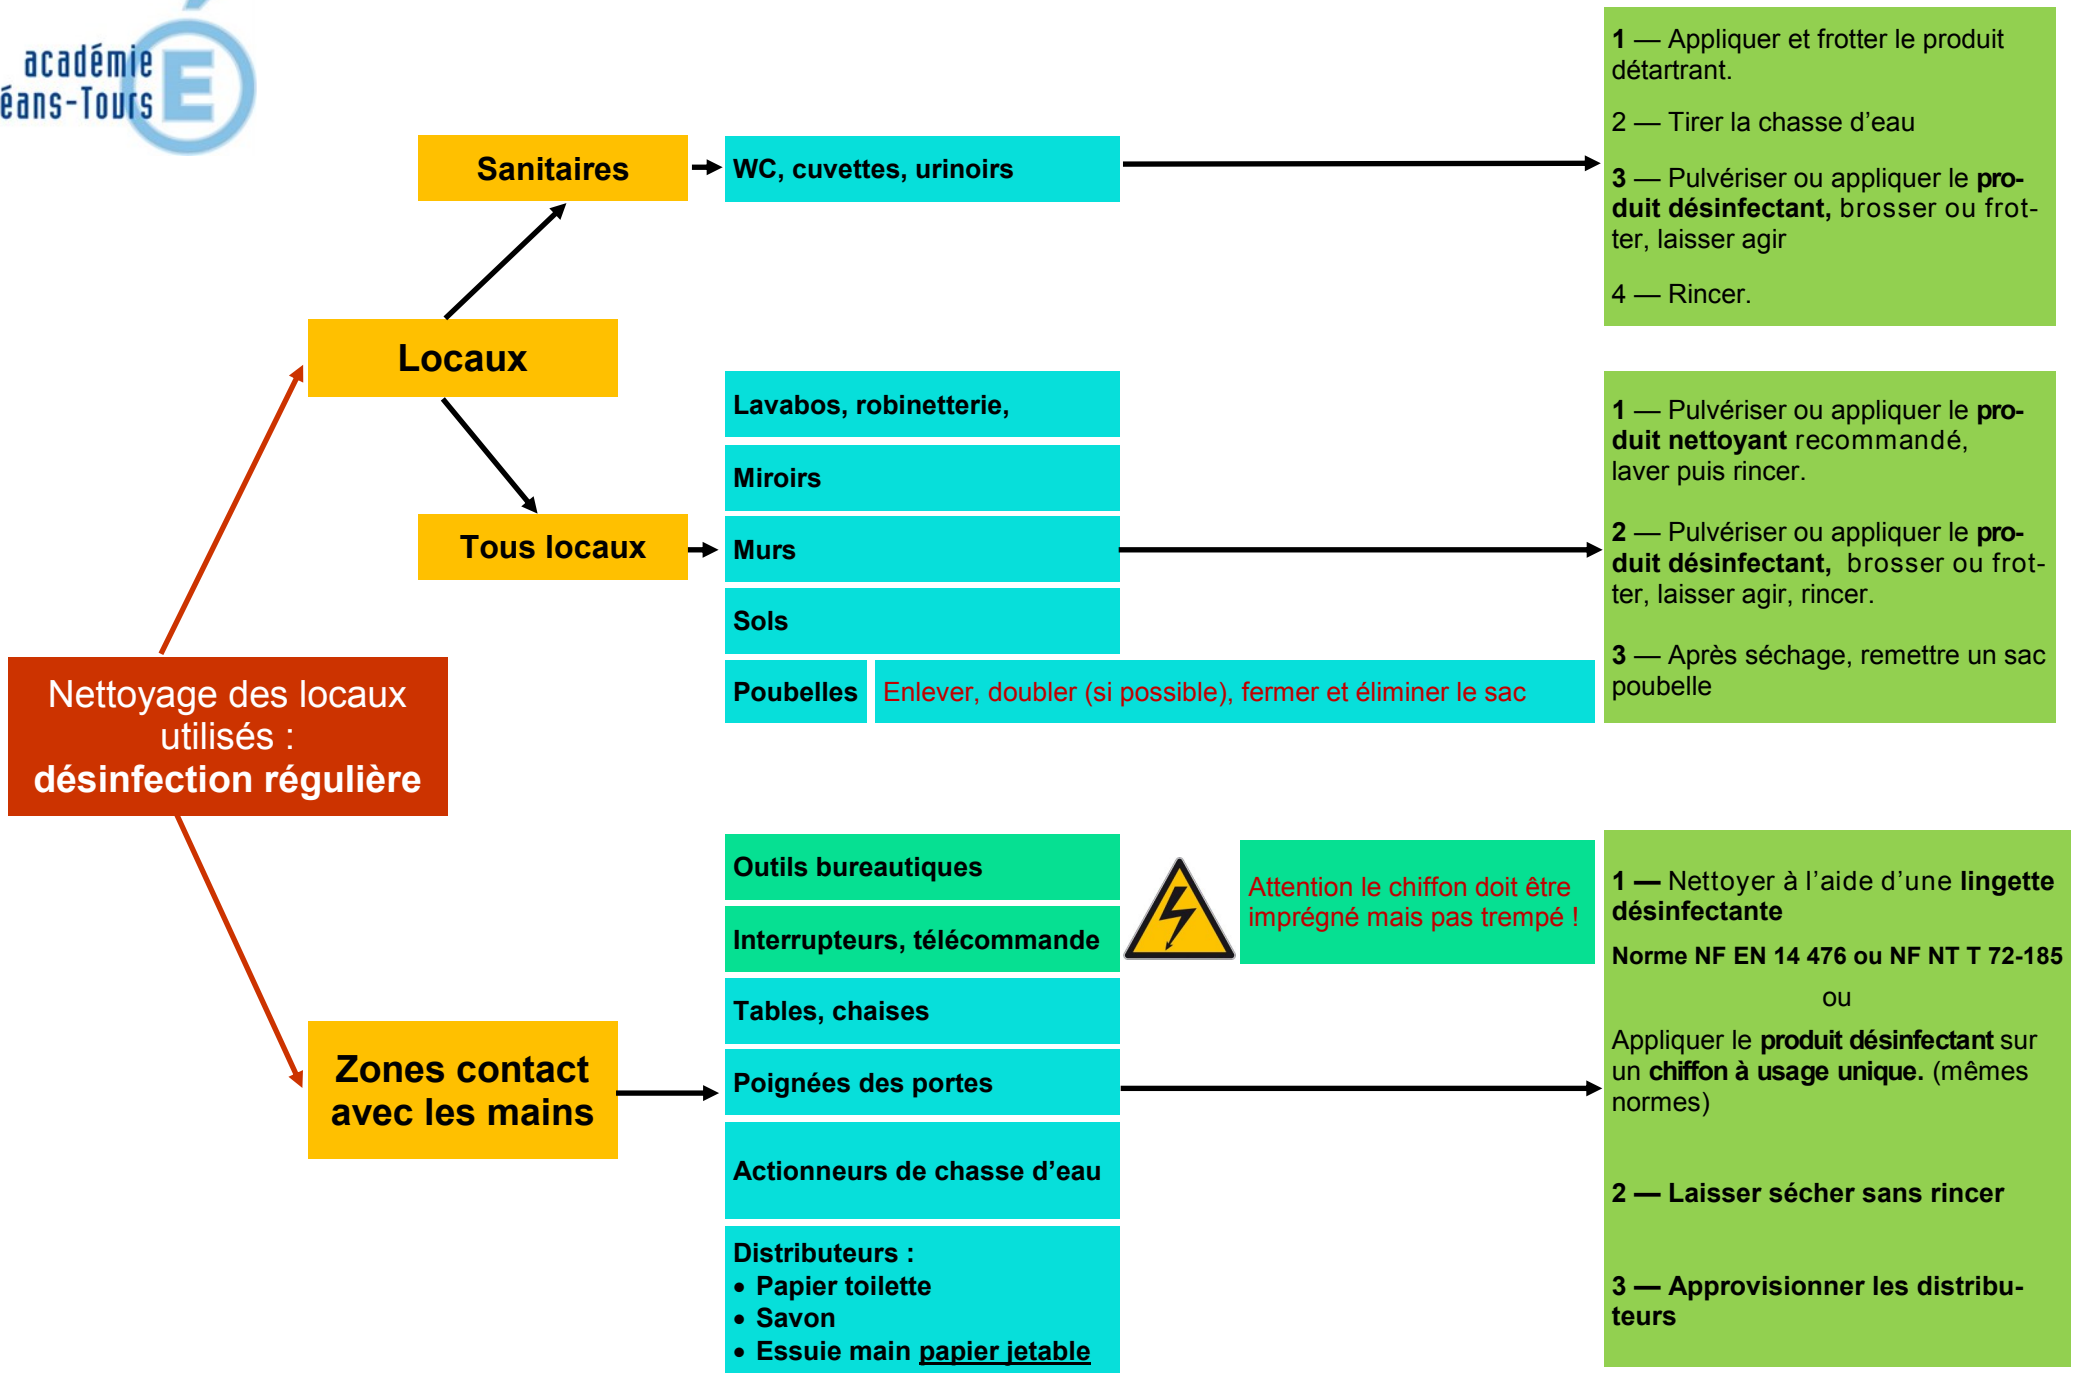 académie
éans-Tours
Sanitaires
WC, cuvettes, urinoirs
1 — Appliquer et frotter le produit
détartrant.
2 — Tirer la chasse d'eau
3 — Pulvériser ou appliquer le pro-
duit désinfectant, brosser ou frot-
ter, laisser agir
4 — Rincer.
Locaux
Tous locaux
Lavabos, robinetterie,
Miroirs
Murs
Sols
Poubelles
Enlever, doubler (si possible), fermer et éliminer le sac
1 — Pulvériser ou appliquer le pro-
duit nettoyant recommandé,
laver puis rincer.
2 — Pulvériser ou appliquer le pro-
duit désinfectant, brosser ou frot-
ter, laisser agir, rincer.
3 — Après séchage, remettre un sac
poubelle
Nettoyage des locaux
utilisés :
désinfection régulière
Zones contact
avec les mains
Outils bureautiques
Interrupteurs, télécommande
Attention le chiffon doit être
imprégné mais pas trempé !
Tables, chaises
Poignées des portes
Actionneurs de chasse d'eau
Distributeurs :
• Papier toilette
• Savon
• Essuie main papier jetable
1 — Nettoyer à l'aide d'une lingette
désinfectante
Norme NF EN 14 476 ou NF NT T 72-185
ou
Appliquer le produit désinfectant sur
un chiffon à usage unique. (mêmes
normes)
2 — Laisser sécher sans rincer
3 — Approvisionner les distribu-
teurs